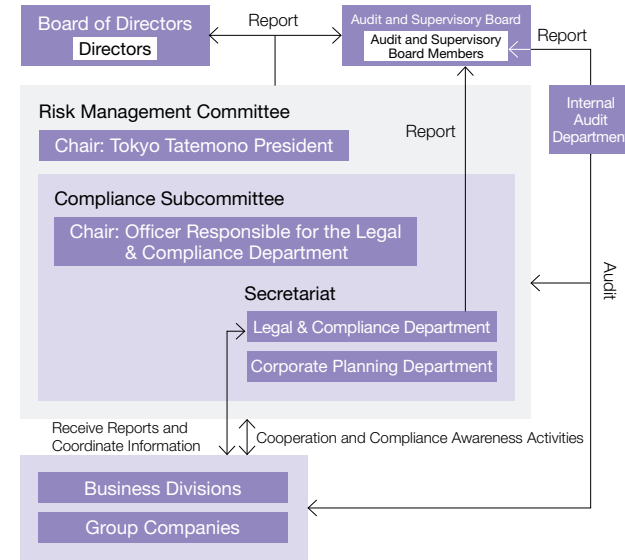 Board of Directors
Directors
Report
Audit and Supervisory Board
Audit and Supervisory
Board Members
Report
Internal
Audit
Department
Risk Management Committee
Chair: Tokyo Tatemono President
Report
Compliance Subcommittee
Chair: Officer Responsible for the Legal
& Compliance Department
Secretariat
Legal & Compliance Department
Corporate Planning Department
Audit
Receive Reports and
Coordinate Information
Cooperation and Compliance Awareness Activities
Business Divisions
Group Companies